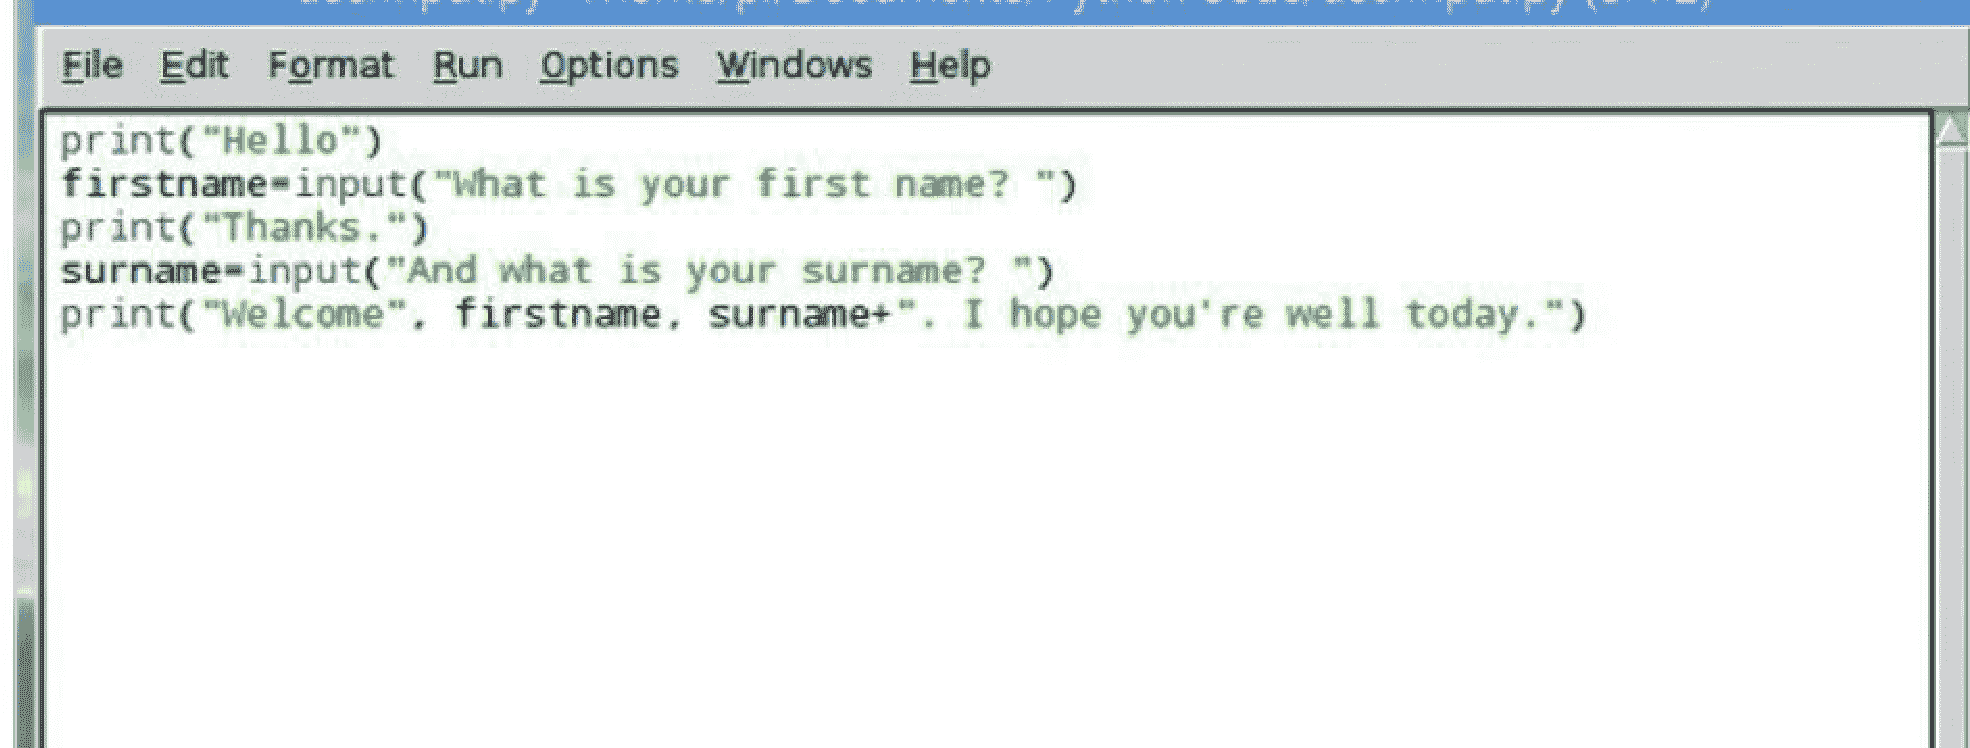 File Edit Format Run Options Windows Help
print("Hello")
firstname=input("What is your first name? ")
print("Thanks.")
surname=input("And what is your surname? ")
print("Welcome", firstname, surname+". I hope you're well today.")